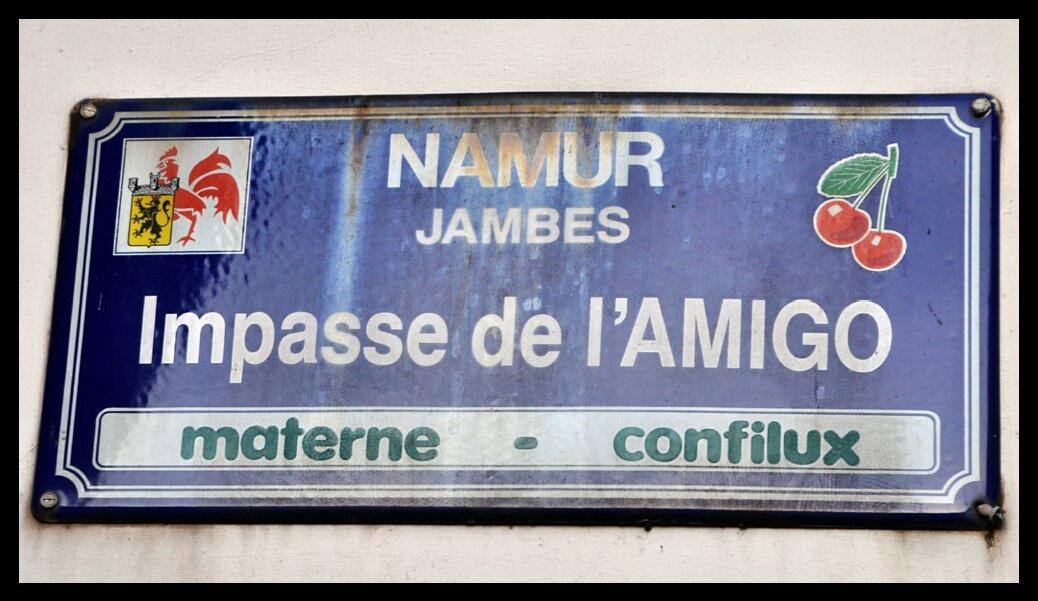 NAMUR
JAMBES
Impasse de l'AMIGO
materne - confilux